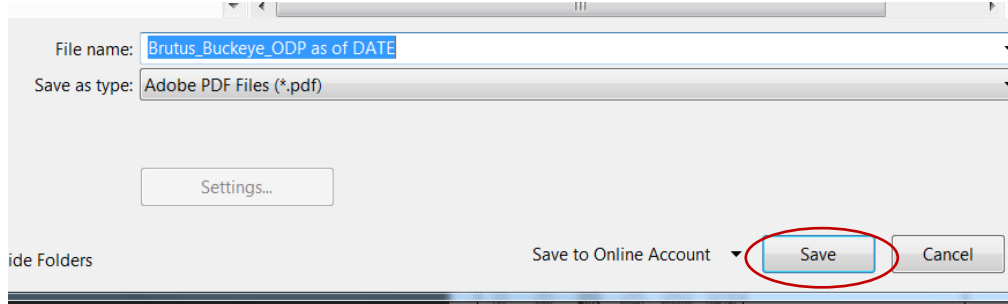 File name: Brutus_Buckeye_ODP as of DATE
Save as type: Adobe PDF Files (*.pdf)
Settings...
ide Folders Save to Online Account Save Cancel